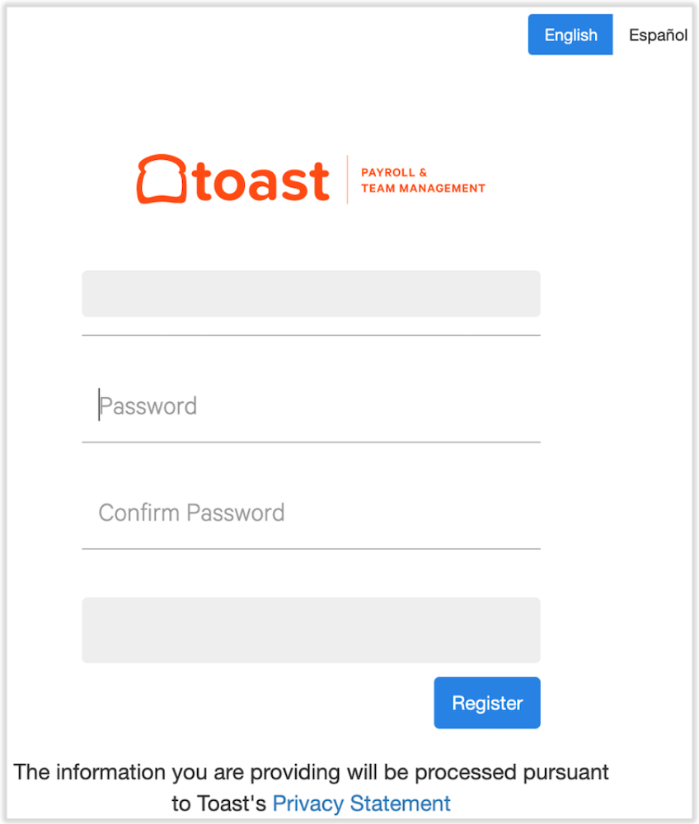 English Español
toast PAYROLL &
TEAM MANAGEMENT
Password
Confirm Password
Register
The information you are providing will be processed pursuant
to Toast's Privacy Statement